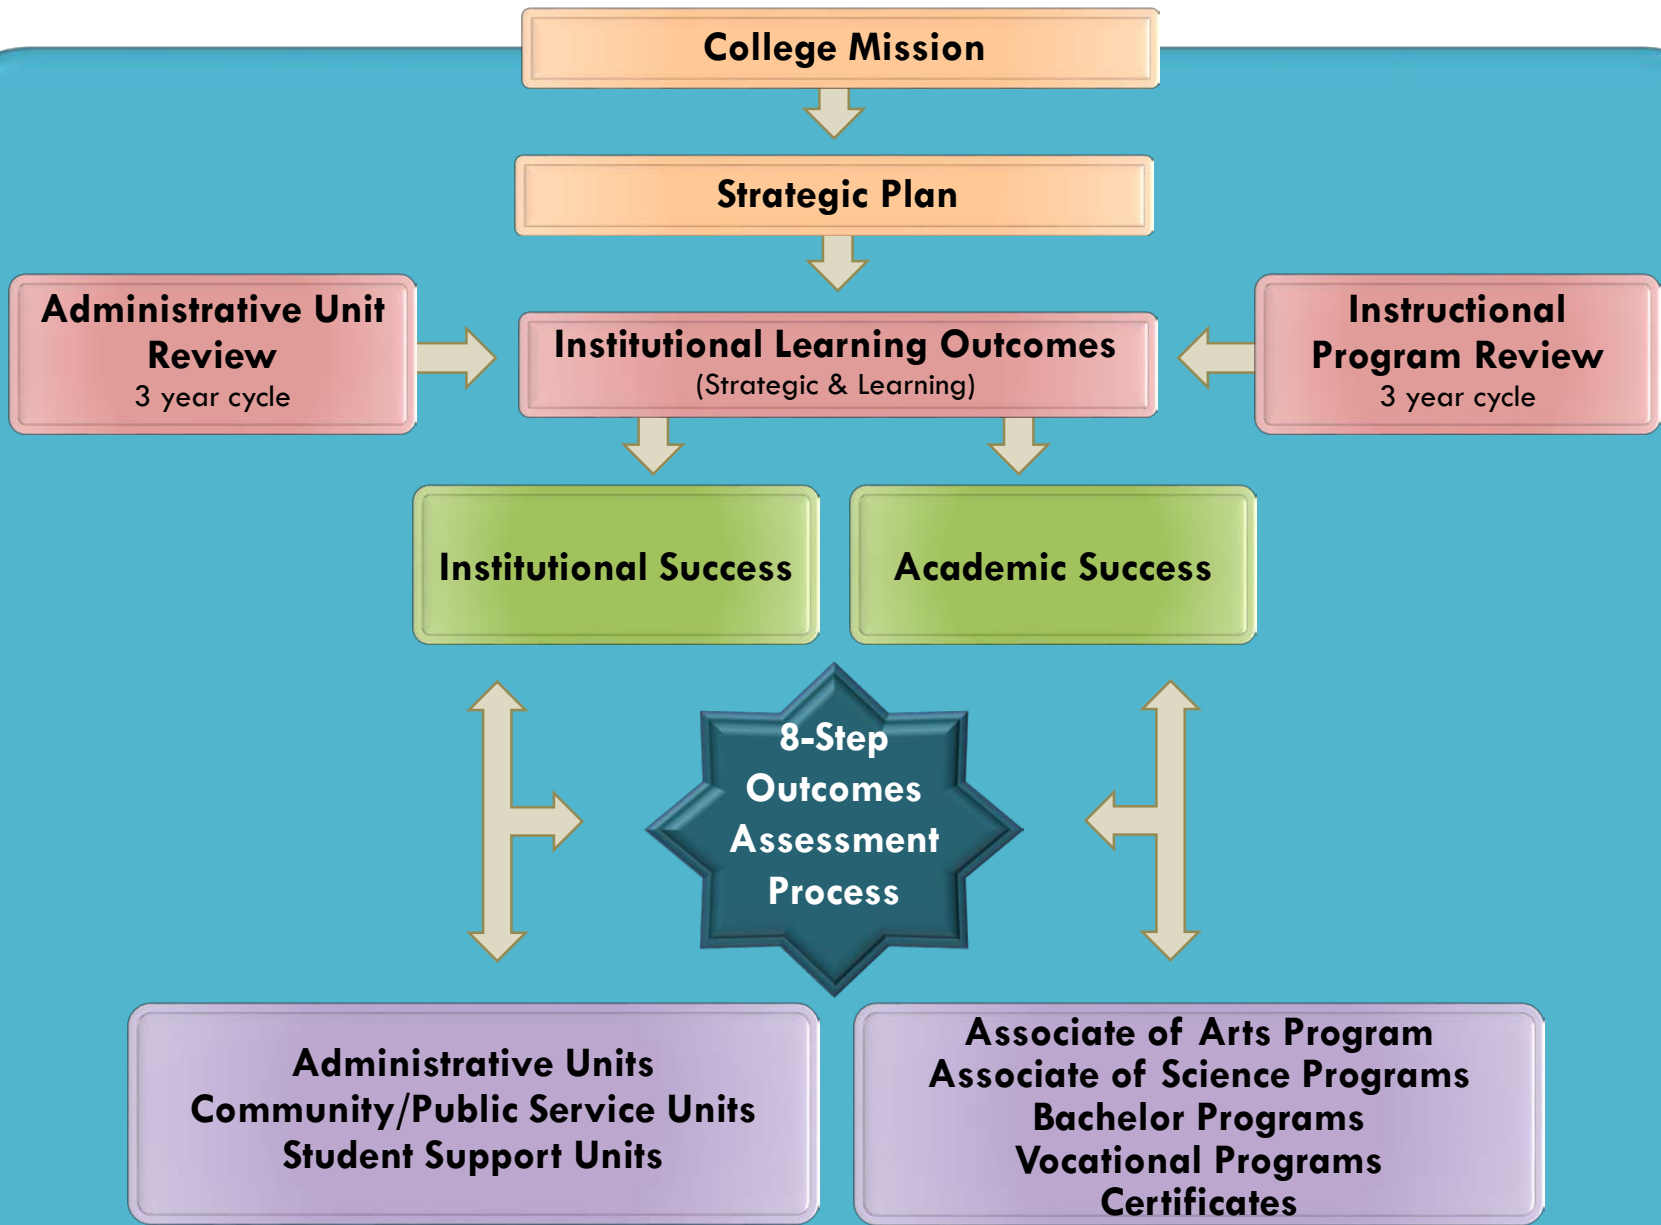 College Mission
Strategic Plan
Administrative Unit
Review
3 year cycle
Institutional Learning Outcomes
(Strategic & Learning)
Instructional
Program Review
3 year cycle
Institutional Success
Academic Success
8-Step
Outcomes
Assessment
Process
Administrative Units
Community/Public Service Units
Student Support Units
Associate of Arts Program
Associate of Science Programs
Bachelor Programs
Vocational Programs
Certificates